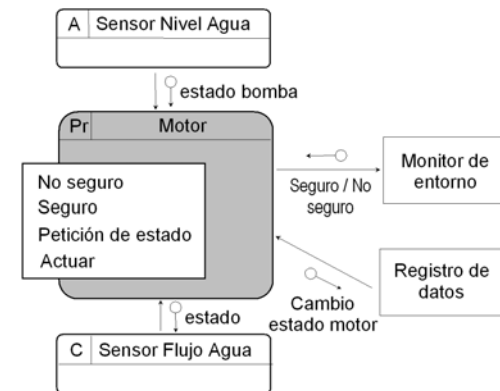 A Sensor Nivel Agua
estado bomba
Pr Motor
No seguro
Seguro
Petición de estado
Actuar
Seguro / No
seguro
Monitor de
entorno
Registro de
datos
Cambio
estado motor
estado
C Sensor Flujo Agua